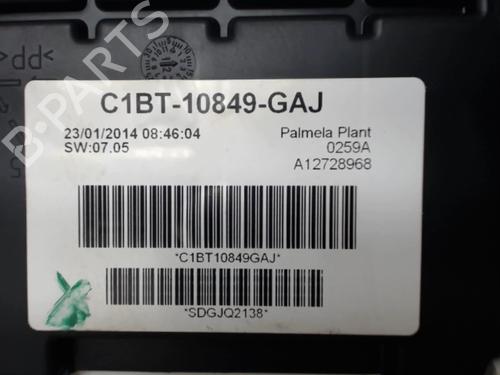 >PP<
B-PARTS
C1BT-10849-GAJ
23/01/2014 08:46:04
Palmela Plant
SW:07.05
0259A
A12728968
*C1BT10849GAJ*
*SDGJQ2138*